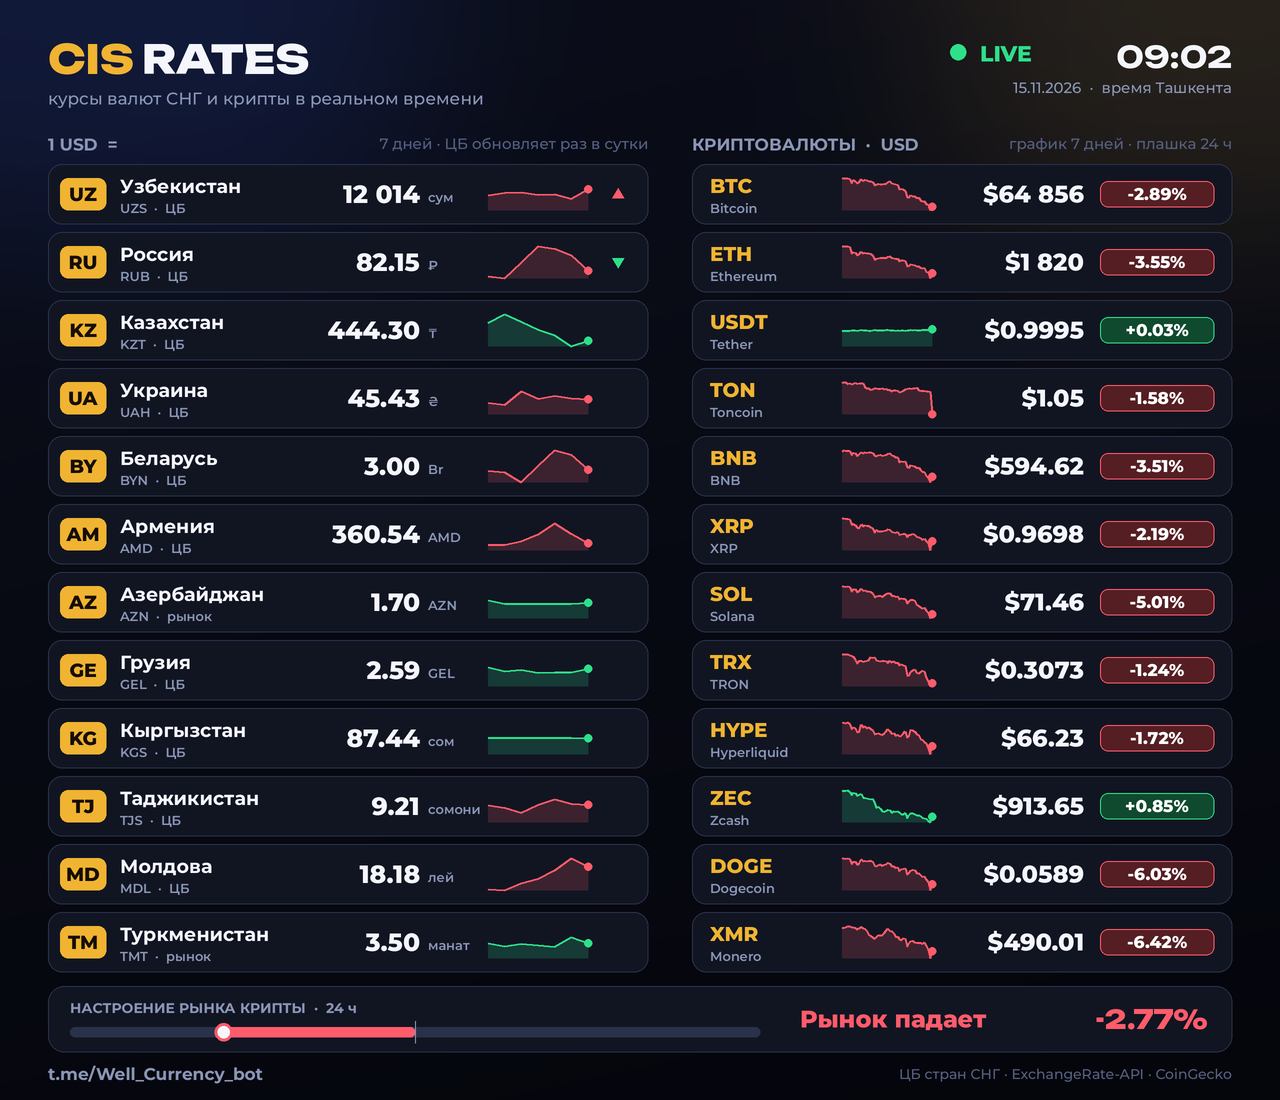 CIS RATES
курсы валют СНГ и крипты в реальном времени
LIVE
09:02
15.11.2026 · время Ташкента
1 USD =
7 дней · ЦБ обновляет раз в сутки
UZ Узбекистан 12 014 сум
UZS · ЦБ
RU Россия 82.15 ₽
RUB · ЦБ
KZ Казахстан 444.30 ₸
KZT · ЦБ
UA Украина 45.43 ₴
UAH · ЦБ
BY Беларусь 3.00 Br
BYN · ЦБ
AM Армения 360.54 AMD
AMD · ЦБ
AZ Азербайджан 1.70 AZN
AZN · рынок
GE Грузия 2.59 GEL
GEL · ЦБ
KG Кыргызстан 87.44 сом
KGS · ЦБ
TJ Таджикистан 9.21 сомони
TJS · ЦБ
MD Молдова 18.18 лей
MDL · ЦБ
TM Туркменистан 3.50 манат
TMT · рынок
КРИПТОВАЛЮТЫ · USD
график 7 дней · плашка 24 ч
BTC $64 856 -2.89%
Bitcoin
ETH $1 820 -3.55%
Ethereum
USDT $0.9995 +0.03%
Tether
TON $1.05 -1.58%
Toncoin
BNB $594.62 -3.51%
BNB
XRP $0.9698 -2.19%
XRP
SOL $71.46 -5.01%
Solana
TRX $0.3073 -1.24%
TRON
HYPE $66.23 -1.72%
Hyperliquid
ZEC $913.65 +0.85%
Zcash
DOGE $0.0589 -6.03%
Dogecoin
XMR $490.01 -6.42%
Monero
НАСТРОЕНИЕ РЫНКА КРИПТЫ · 24 ч
Рынок падает -2.77%
t.me/Well_Currency_bot
ЦБ стран СНГ · ExchangeRate-API · CoinGecko